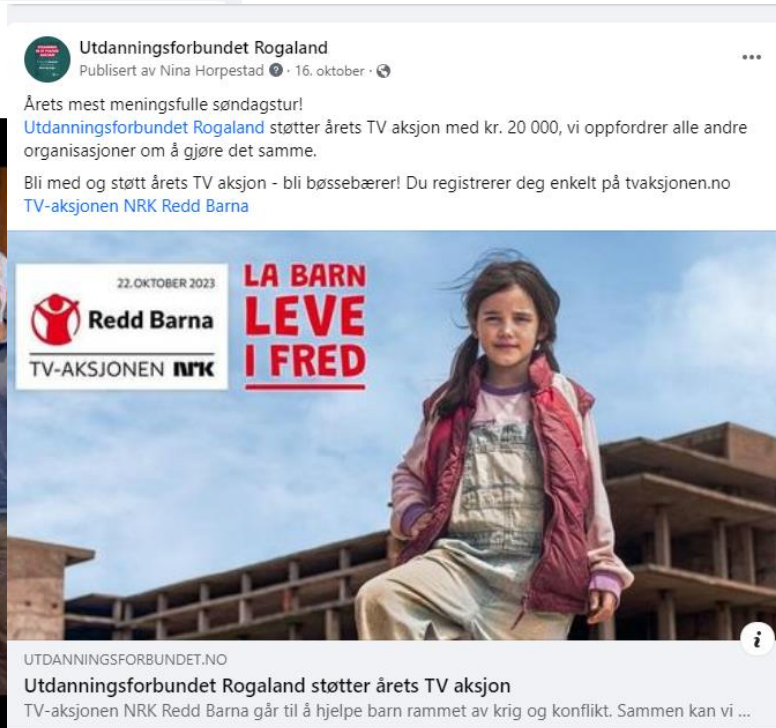 Utdanningsforbundet Rogaland
Publisert av Nina Horpestad · 16. oktober ·
Årets mest meningsfulle søndagstur!
Utdanningsforbundet Rogaland støtter årets TV aksjon med kr. 20 000, vi oppfordrer alle andre
organisasjoner om å gjøre det samme.
Bli med og støtt årets TV aksjon - bli bøssebærer! Du registrerer deg enkelt på tvaksjonen.no
TV-aksjonen NRK Redd Barna
22.OKTOBER 2023
Redd Barna
TV-AKSJONEN NRK
LA BARN
LEVE
I FRED
UTDANNINGSFORBUNDET.NO
Utdanningsforbundet Rogaland støtter årets TV aksjon
TV-aksjonen NRK Redd Barna går til å hjelpe barn rammet av krig og konflikt. Sammen kan vi ...